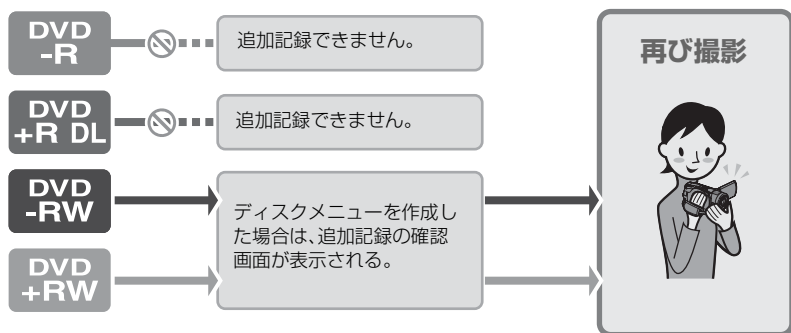 DVD
-R
追加記録できません。
DVD
+R DL
追加記録できません。
DVD
-RW
DVD
+RW
ディスクメニューを作成し
た場合は、追加記録の確認
画面が表示される。
再び撮影